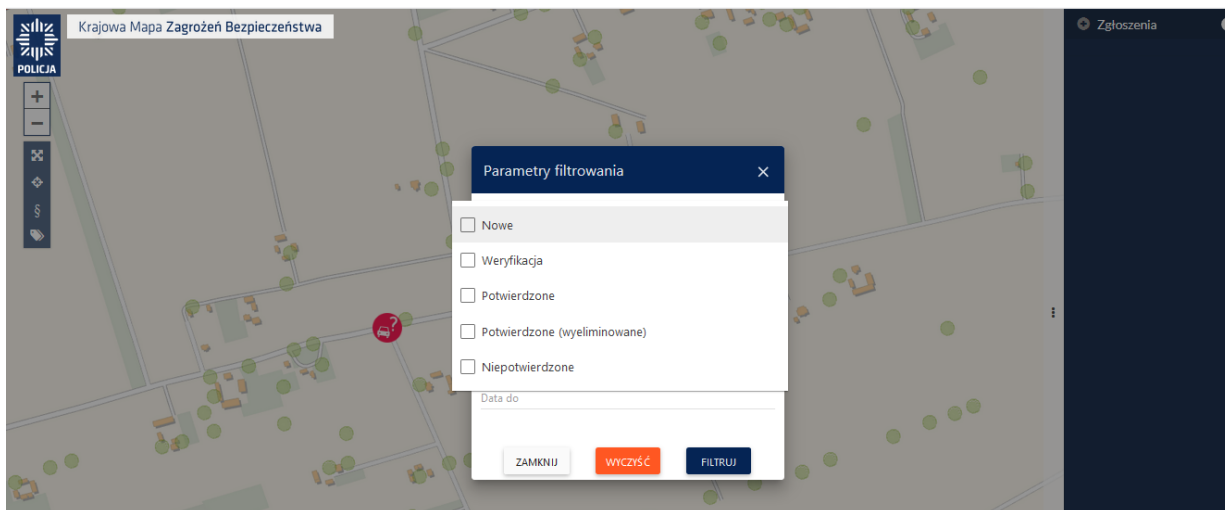 POLICJA
Krajowa Mapa Zagrożeń Bezpieczeństwa
Zgłoszenia
+
−
§
Parametry filtrowania
Nowe
Weryfikacja
Potwierdzone
Potwierdzone (wyeliminowane)
Niepotwierdzone
Data do
ZAMKNIJ
WYCZYŚĆ
FILTRUJ
?